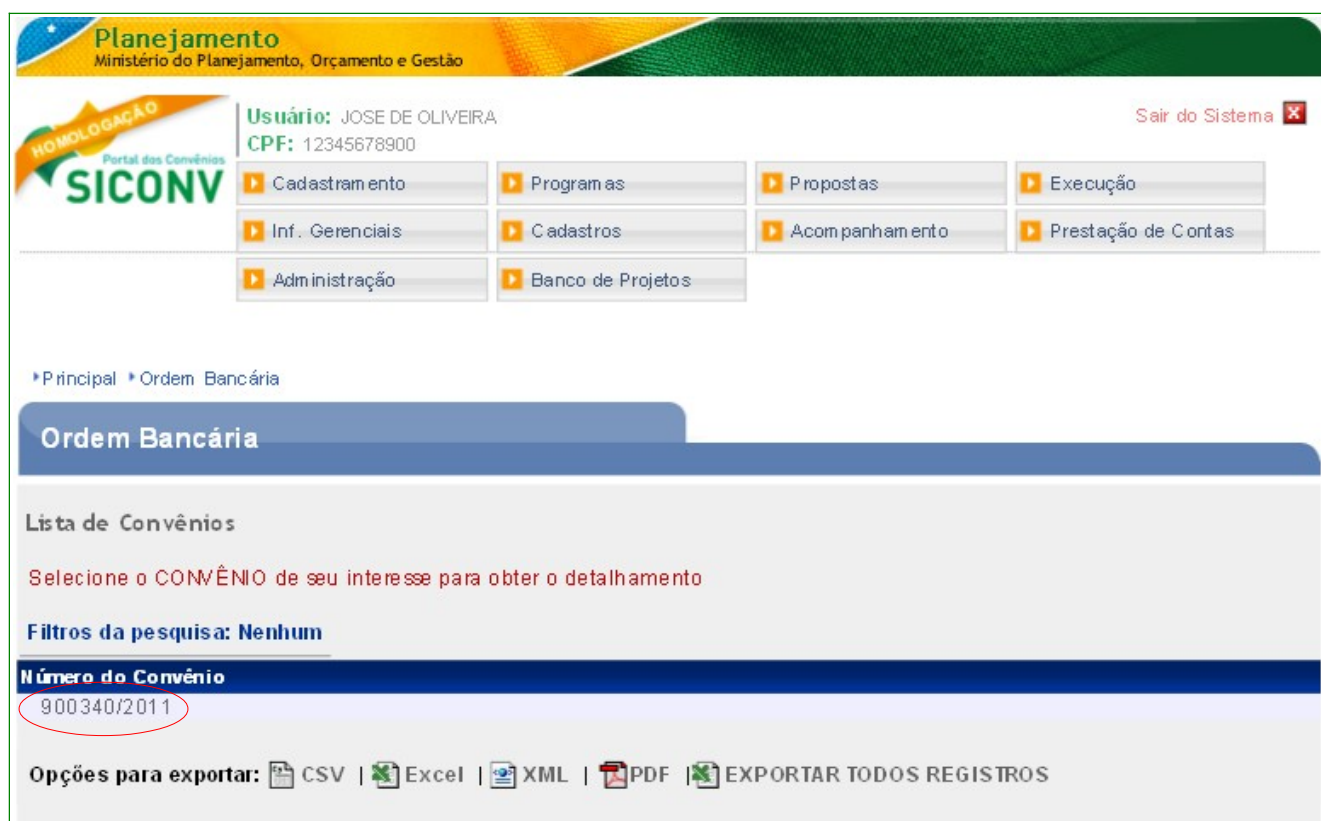 Planejamento
Ministério do Planejamento, Orçamento e Gestão
HOMOLOGAÇÃO
Portal dos Convênios
SICONV
Usuário: JOSE DE OLIVEIRA
CPF: 12345678900
Sair do Sistema
Cadastramento Programas Propostas Execução
Inf. Gerenciais Cadastros Acompanhamento Prestação de Contas
Administração Banco de Projetos
Principal Ordem Bancária
Ordem Bancária
Lista de Convênios
Selecione o CONVÊNIO de seu interesse para obter o detalhamento
Filtros da pesquisa: Nenhum
Número do Convênio
900340/2011
Opções para exportar: CSV | Excel | XML | PDF | EXPORTAR TODOS REGISTROS